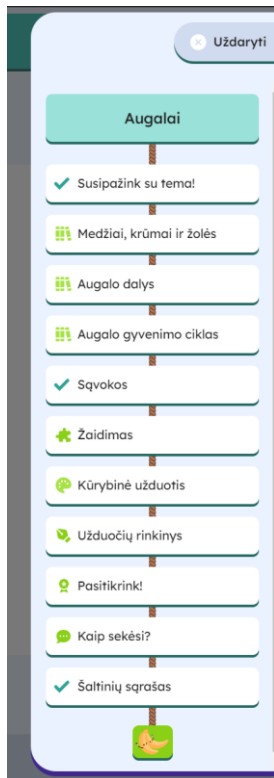 Uždaryti
Augalai
Susipažink su tema!
Medžiai, krūmai ir žolės
Augalo dalys
Augalo gyvenimo ciklas
Sąvokos
Žaidimas
Kūrybinė užduotis
Užduočių rinkinys
Pasitikrink!
Kaip sekėsi?
Šaltinių sąrašas